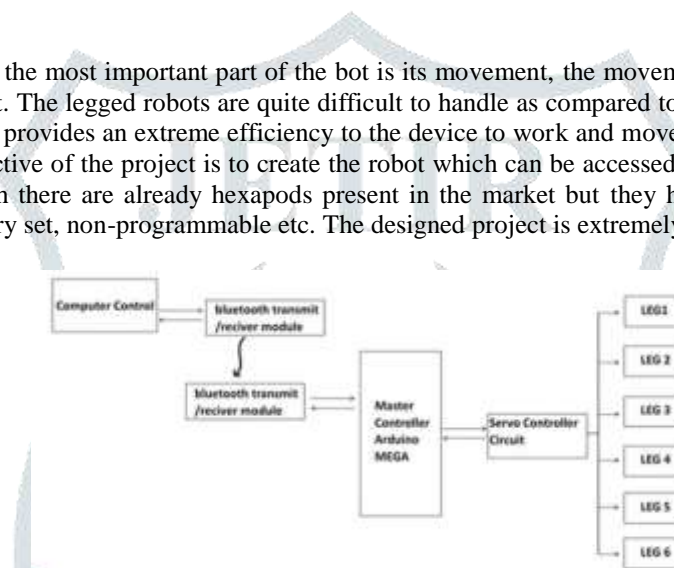 the most important part of the bot is its movement, the movem
t. The legged robots are quite difficult to handle as compared to
provides an extreme efficiency to the device to work and move
ctive of the project is to create the robot which can be accessed
n there are already hexapods present in the market but they h
ry set, non-programmable etc. The designed project is extremely
JETIR
Computer Control
bluetooth transmit
/reciver module
bluetooth transmit
/reciver module
Master
Controller
Arduino
MEGA
Servo Controller
Circuit
LEG1
LEG 2
LEG 3
LEG 4
LEG 5
LEG 6